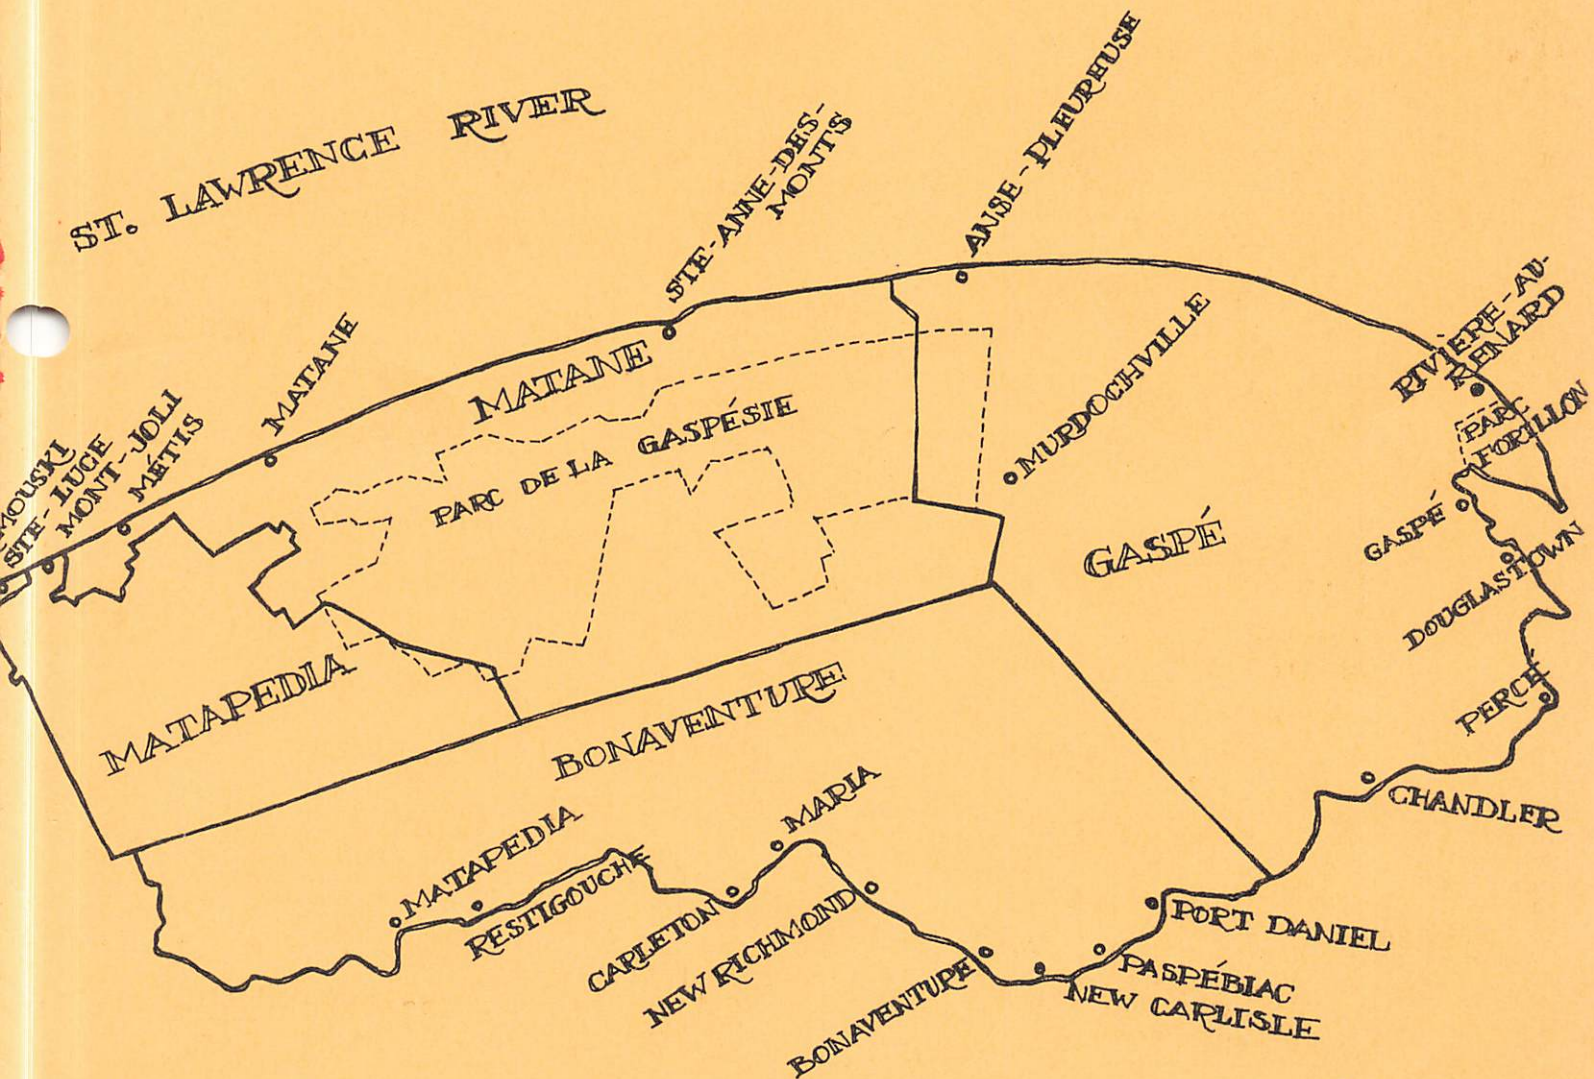 ST. LAWRENCE RIVER
STE-ANNE-DES-
MONTS
ANSE-PLEUREUSE
MATANE
MATANE
RIVIÈRE-AU-
RENARD
MURDOCHVILLE
PARC DE LA GASPÉSIE
PARC
FORILLON
MOUSKI
STE-LUCE
MONT-JOLI
MÉTIS
GASPÉ
GASPÉ
DOUGLASTOWN
MATAPEDIA
BONAVENTURE
PERCÉ
CHANDLER
MATAPEDIA
RESTIGOUCHE
MARIA
CARLETON
NEW RICHMOND
BONAVENTURE
PORT DANIEL
PASPÉBIAC
NEW CARLISLE